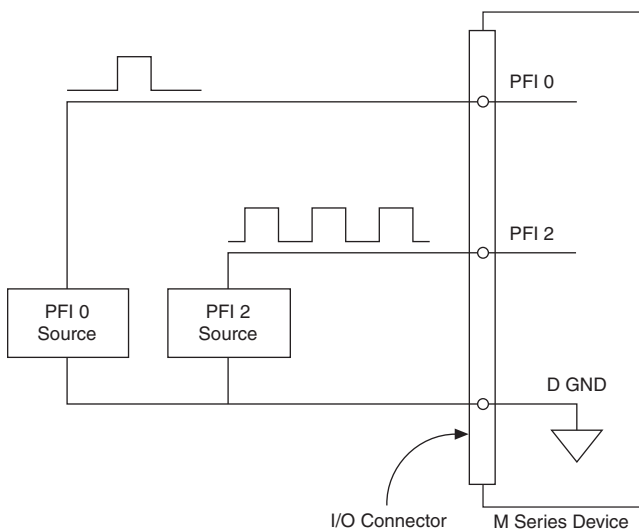 PFI 0
PFI 2
PFI 0
Source
PFI 2
Source
D GND
I/O Connector
M Series Device